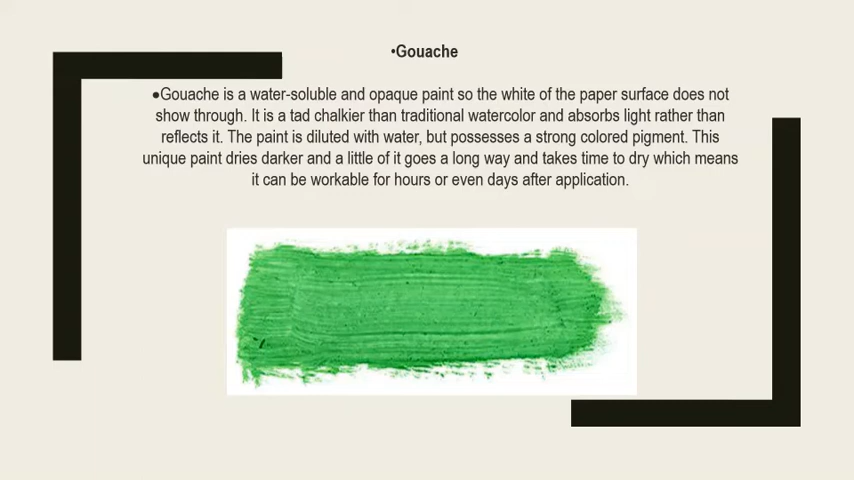 •Gouache
•Gouache is a water-soluble and opaque paint so the white of the paper surface does not
show through. It is a tad chalkier than traditional watercolor and absorbs light rather than
reflects it. The paint is diluted with water, but possesses a strong colored pigment. This
unique paint dries darker and a little of it goes a long way and takes time to dry which means
it can be workable for hours or even days after application.